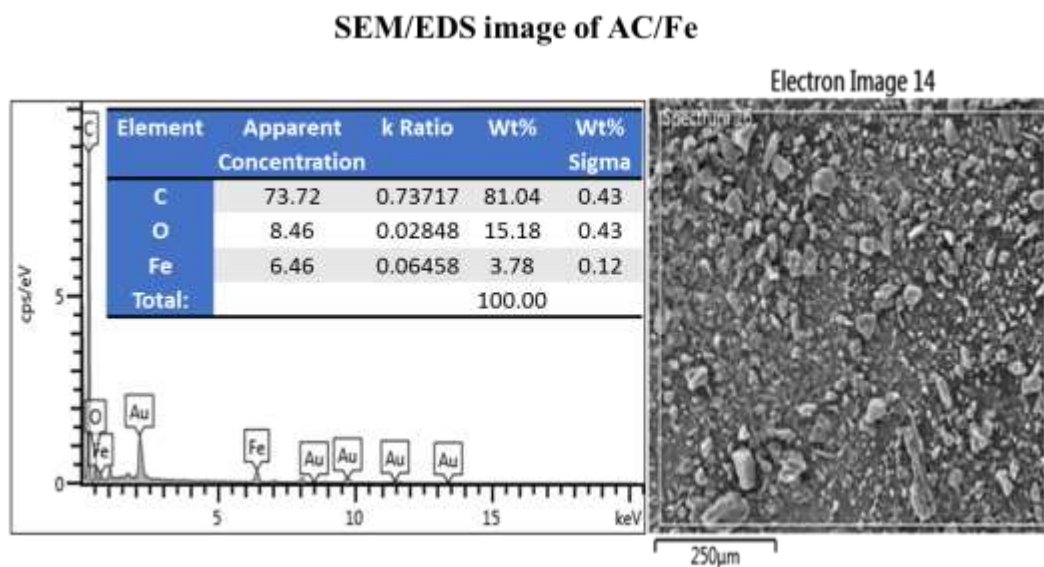 SEM/EDS image of AC/Fe
Electron Image 14
Element Apparent Concentration k Ratio Wt% Wt% Sigma
C 73.72 0.73717 81.04 0.43
O 8.46 0.02848 15.18 0.43
Fe 6.46 0.06458 3.78 0.12
Total: 100.00
C
cps/eV
5
O
Fe
Au
Fe
Au
Au
Au
Au
0
5 10 15 keV
Spectrum 26
250µm